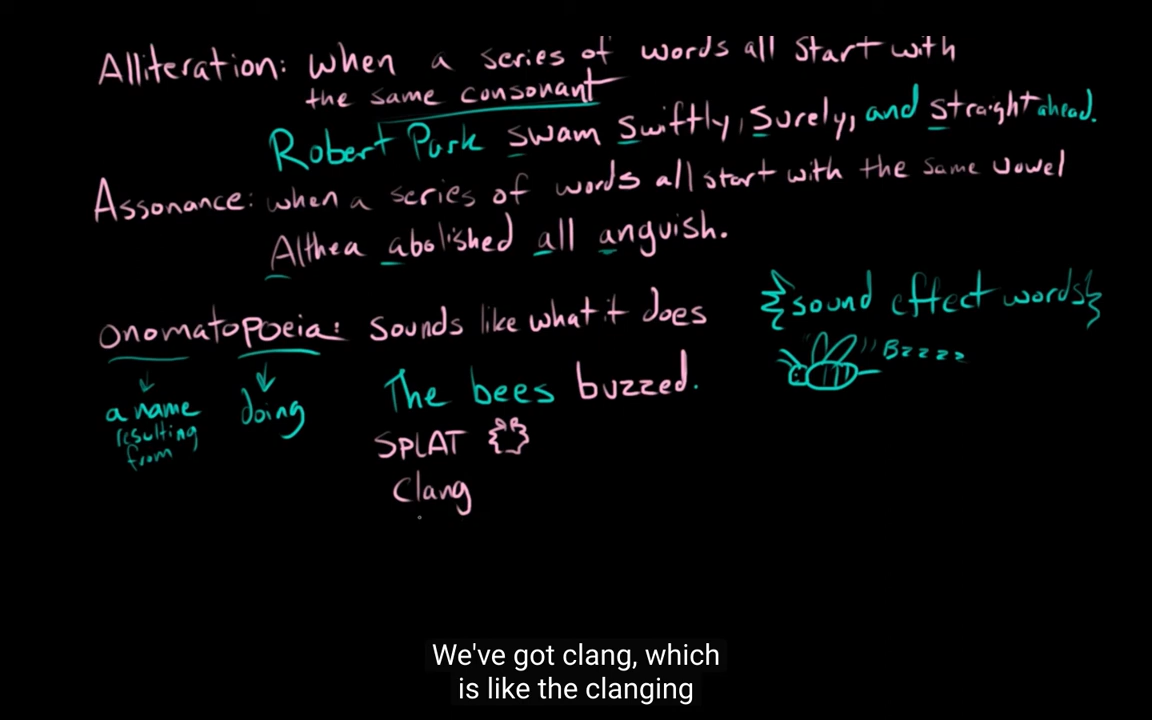 Alliteration: when a series of words all start with
the same consonant
Robert Park swam swiftly, surely, and straight ahead.
Assonance: when a series of words all start with the same vowel
Althea abolished all anguish.
onomatopoeia: sounds like what it does
sound effect words
Bzzzz
a name
resulting
from
doing
The bees buzzed.
SPLAT
Clang
We've got clang, which
is like the clanging